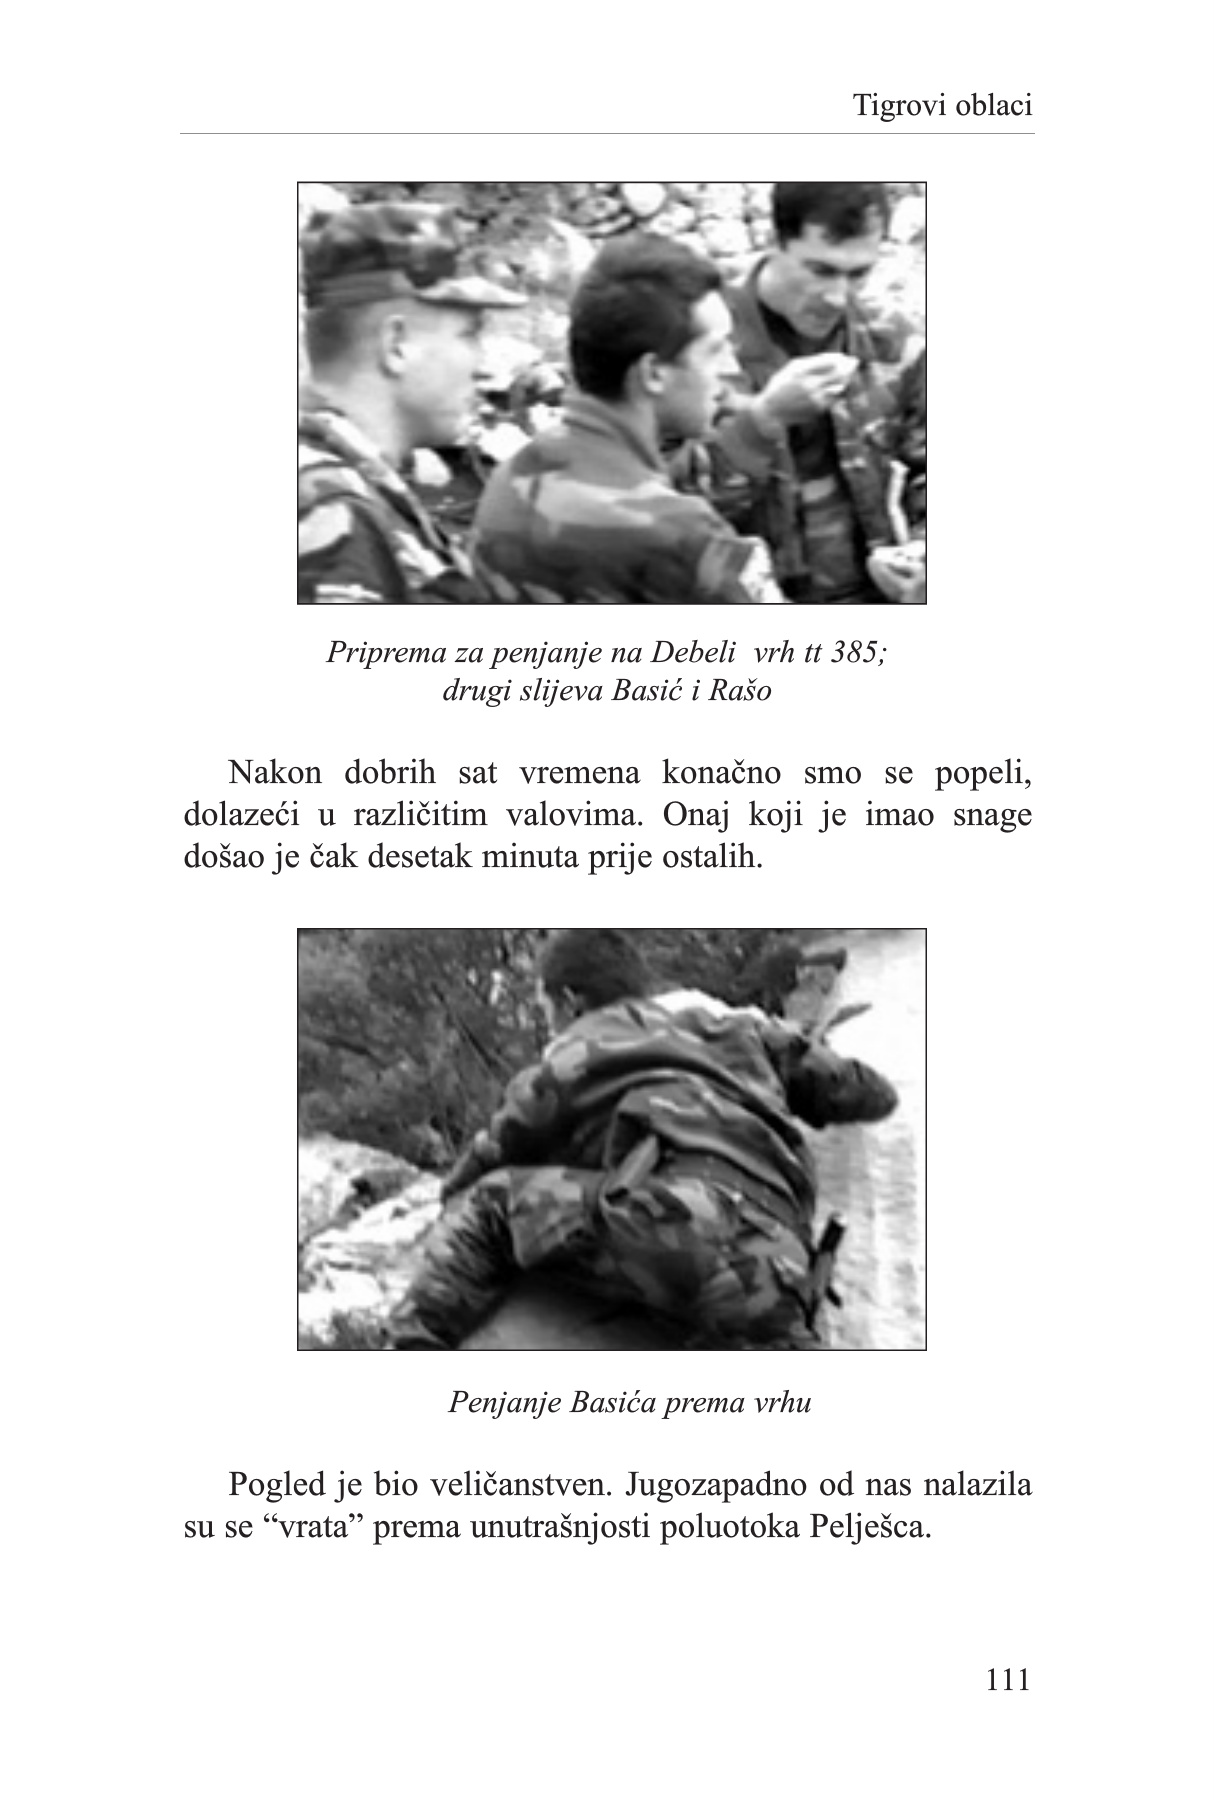 Tigrovi oblaci
Priprema za penjanje na Debeli vrh tt 385;
drugi slijeva Basić i Rašo
Nakon dobrih sat vremena konačno smo se popeli,
dolazeći u različitim valovima. Onaj koji je imao snage
došao je čak desetak minuta prije ostalih.
Penjanje Basića prema vrhu
Pogled je bio veličanstven. Jugozapadno od nas nalazila
su se “vrata” prema unutrašnjosti poluotoka Pelješca.
111